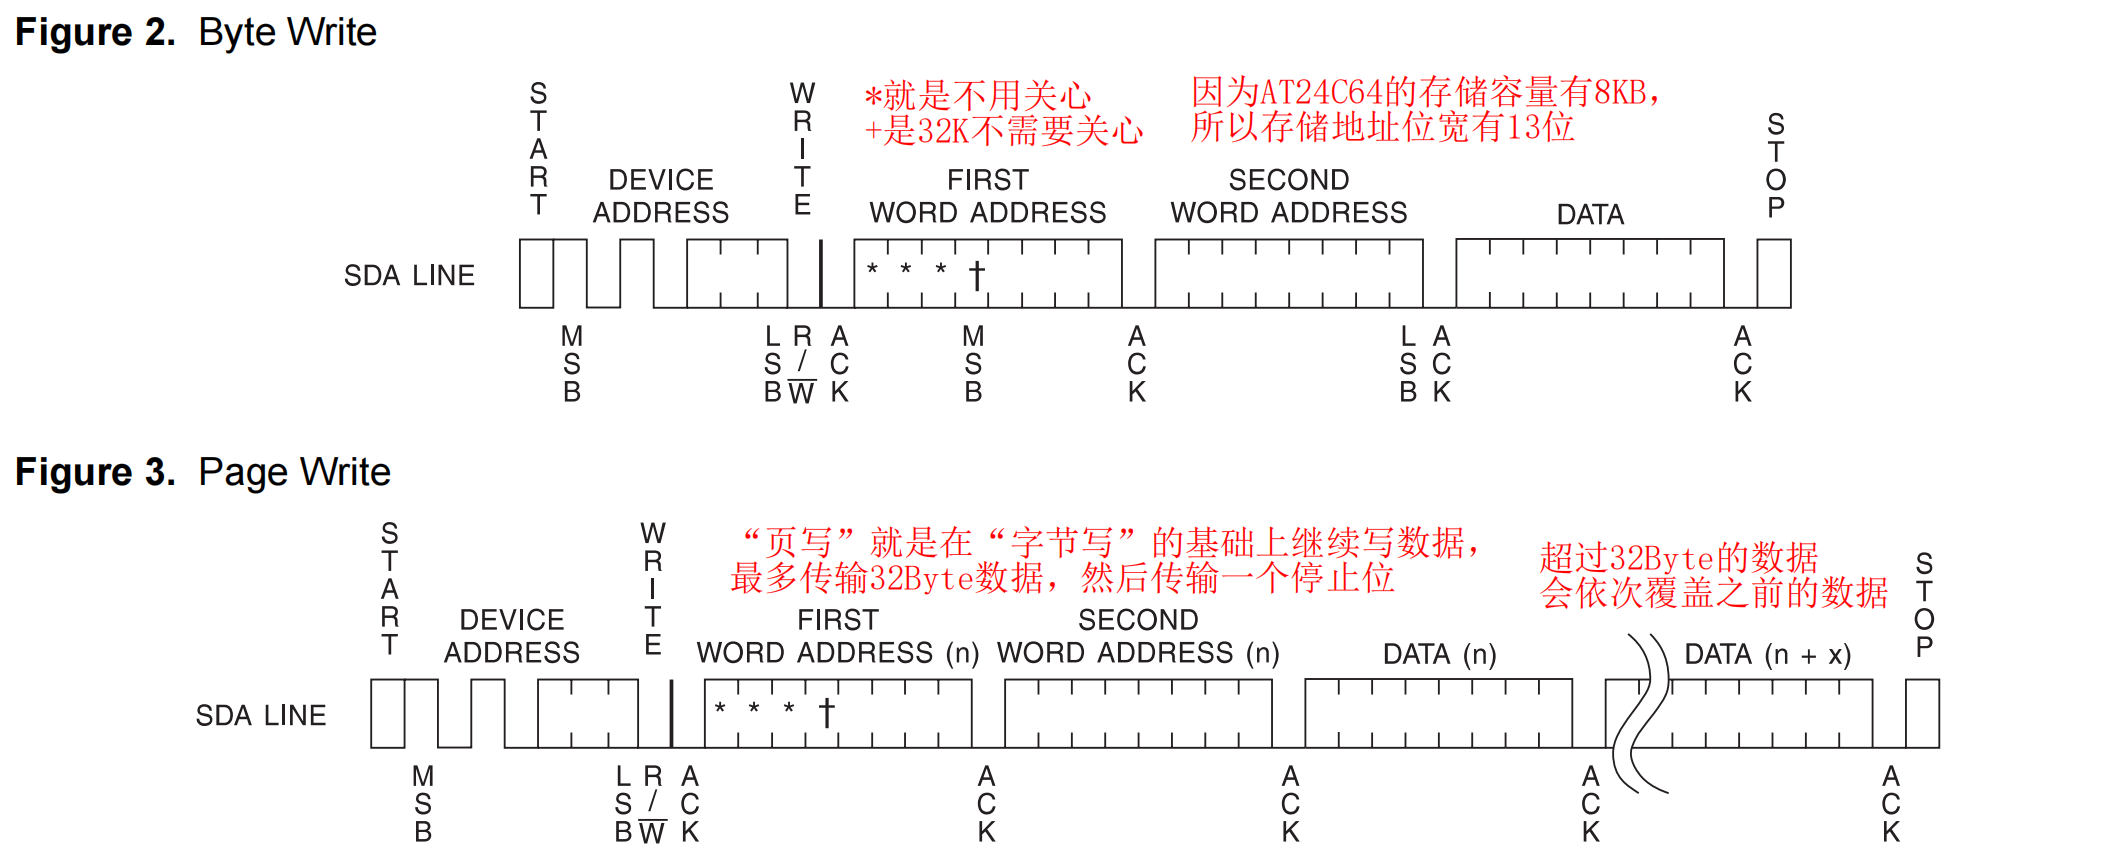 Figure 2. Byte Write
*就是不用关心
+是32K不需要关心
因为AT24C64的存储容量有8KB，
所以存储地址位宽有13位
START
DEVICE
ADDRESS
WRITE
FIRST
WORD ADDRESS
SECOND
WORD ADDRESS
DATA
STOP
SDA LINE
* * * †
MSB
LSB
R/W
ACK
MSB
ACK
LSB
ACK
ACK
Figure 3. Page Write
“页写”就是在“字节写”的基础上继续写数据，
最多传输32Byte数据，然后传输一个停止位
超过32Byte的数据
会依次覆盖之前的数据
START
DEVICE
ADDRESS
WRITE
FIRST
WORD ADDRESS (n)
SECOND
WORD ADDRESS (n)
DATA (n)
DATA (n + x)
STOP
SDA LINE
* * * †
MSB
LSB
R/W
ACK
ACK
ACK
ACK
ACK